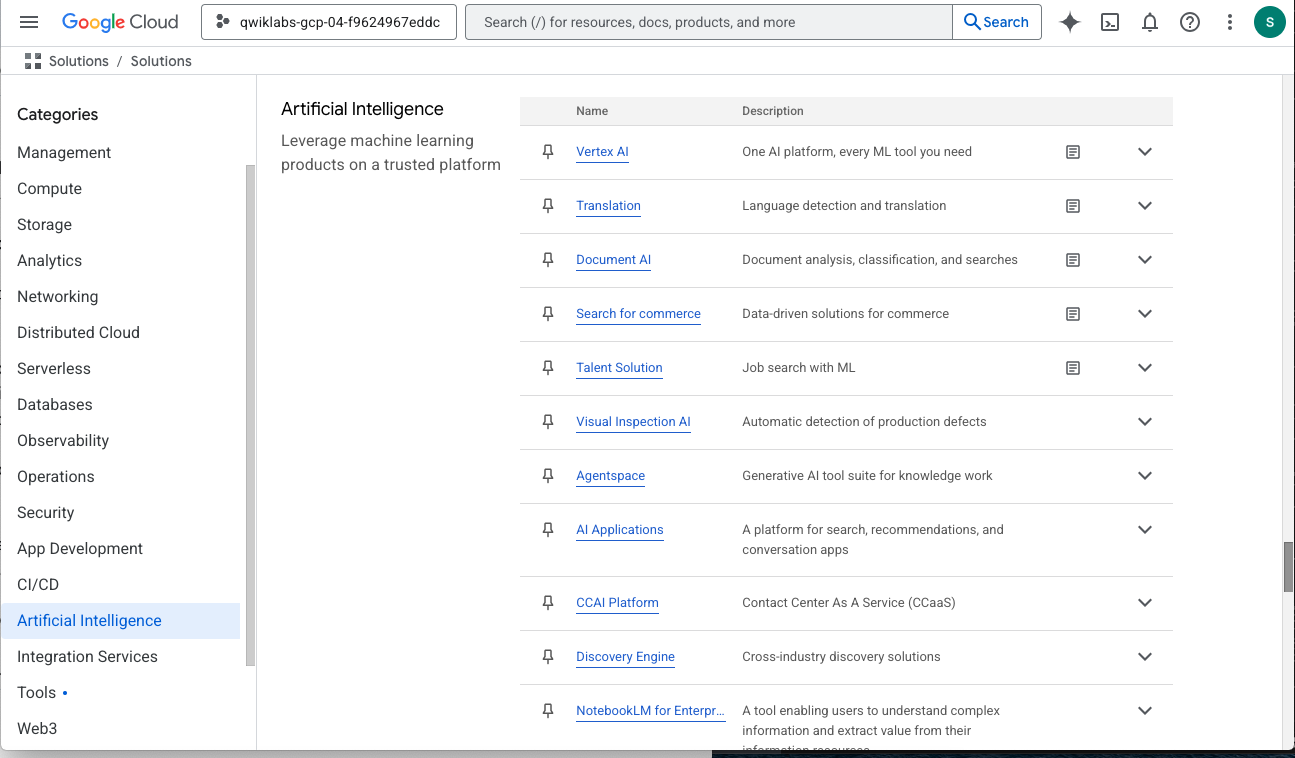 Google Cloud
qwiklabs-gcp-04-f9624967eddc
Search (/) for resources, docs, products, and more
Search
S
Solutions / Solutions
Categories
Management
Compute
Storage
Analytics
Networking
Distributed Cloud
Serverless
Databases
Observability
Operations
Security
App Development
CI/CD
Artificial Intelligence
Integration Services
Tools
Web3
Artificial Intelligence
Leverage machine learning
products on a trusted platform
Name Description
Vertex AI One AI platform, every ML tool you need
Translation Language detection and translation
Document AI Document analysis, classification, and searches
Search for commerce Data-driven solutions for commerce
Talent Solution Job search with ML
Visual Inspection AI Automatic detection of production defects
Agentspace Generative AI tool suite for knowledge work
AI Applications A platform for search, recommendations, and
conversation apps
CCAI Platform Contact Center As A Service (CCaaS)
Discovery Engine Cross-industry discovery solutions
NotebookLM for Enterpr... A tool enabling users to understand complex
information and extract value from their
information resources